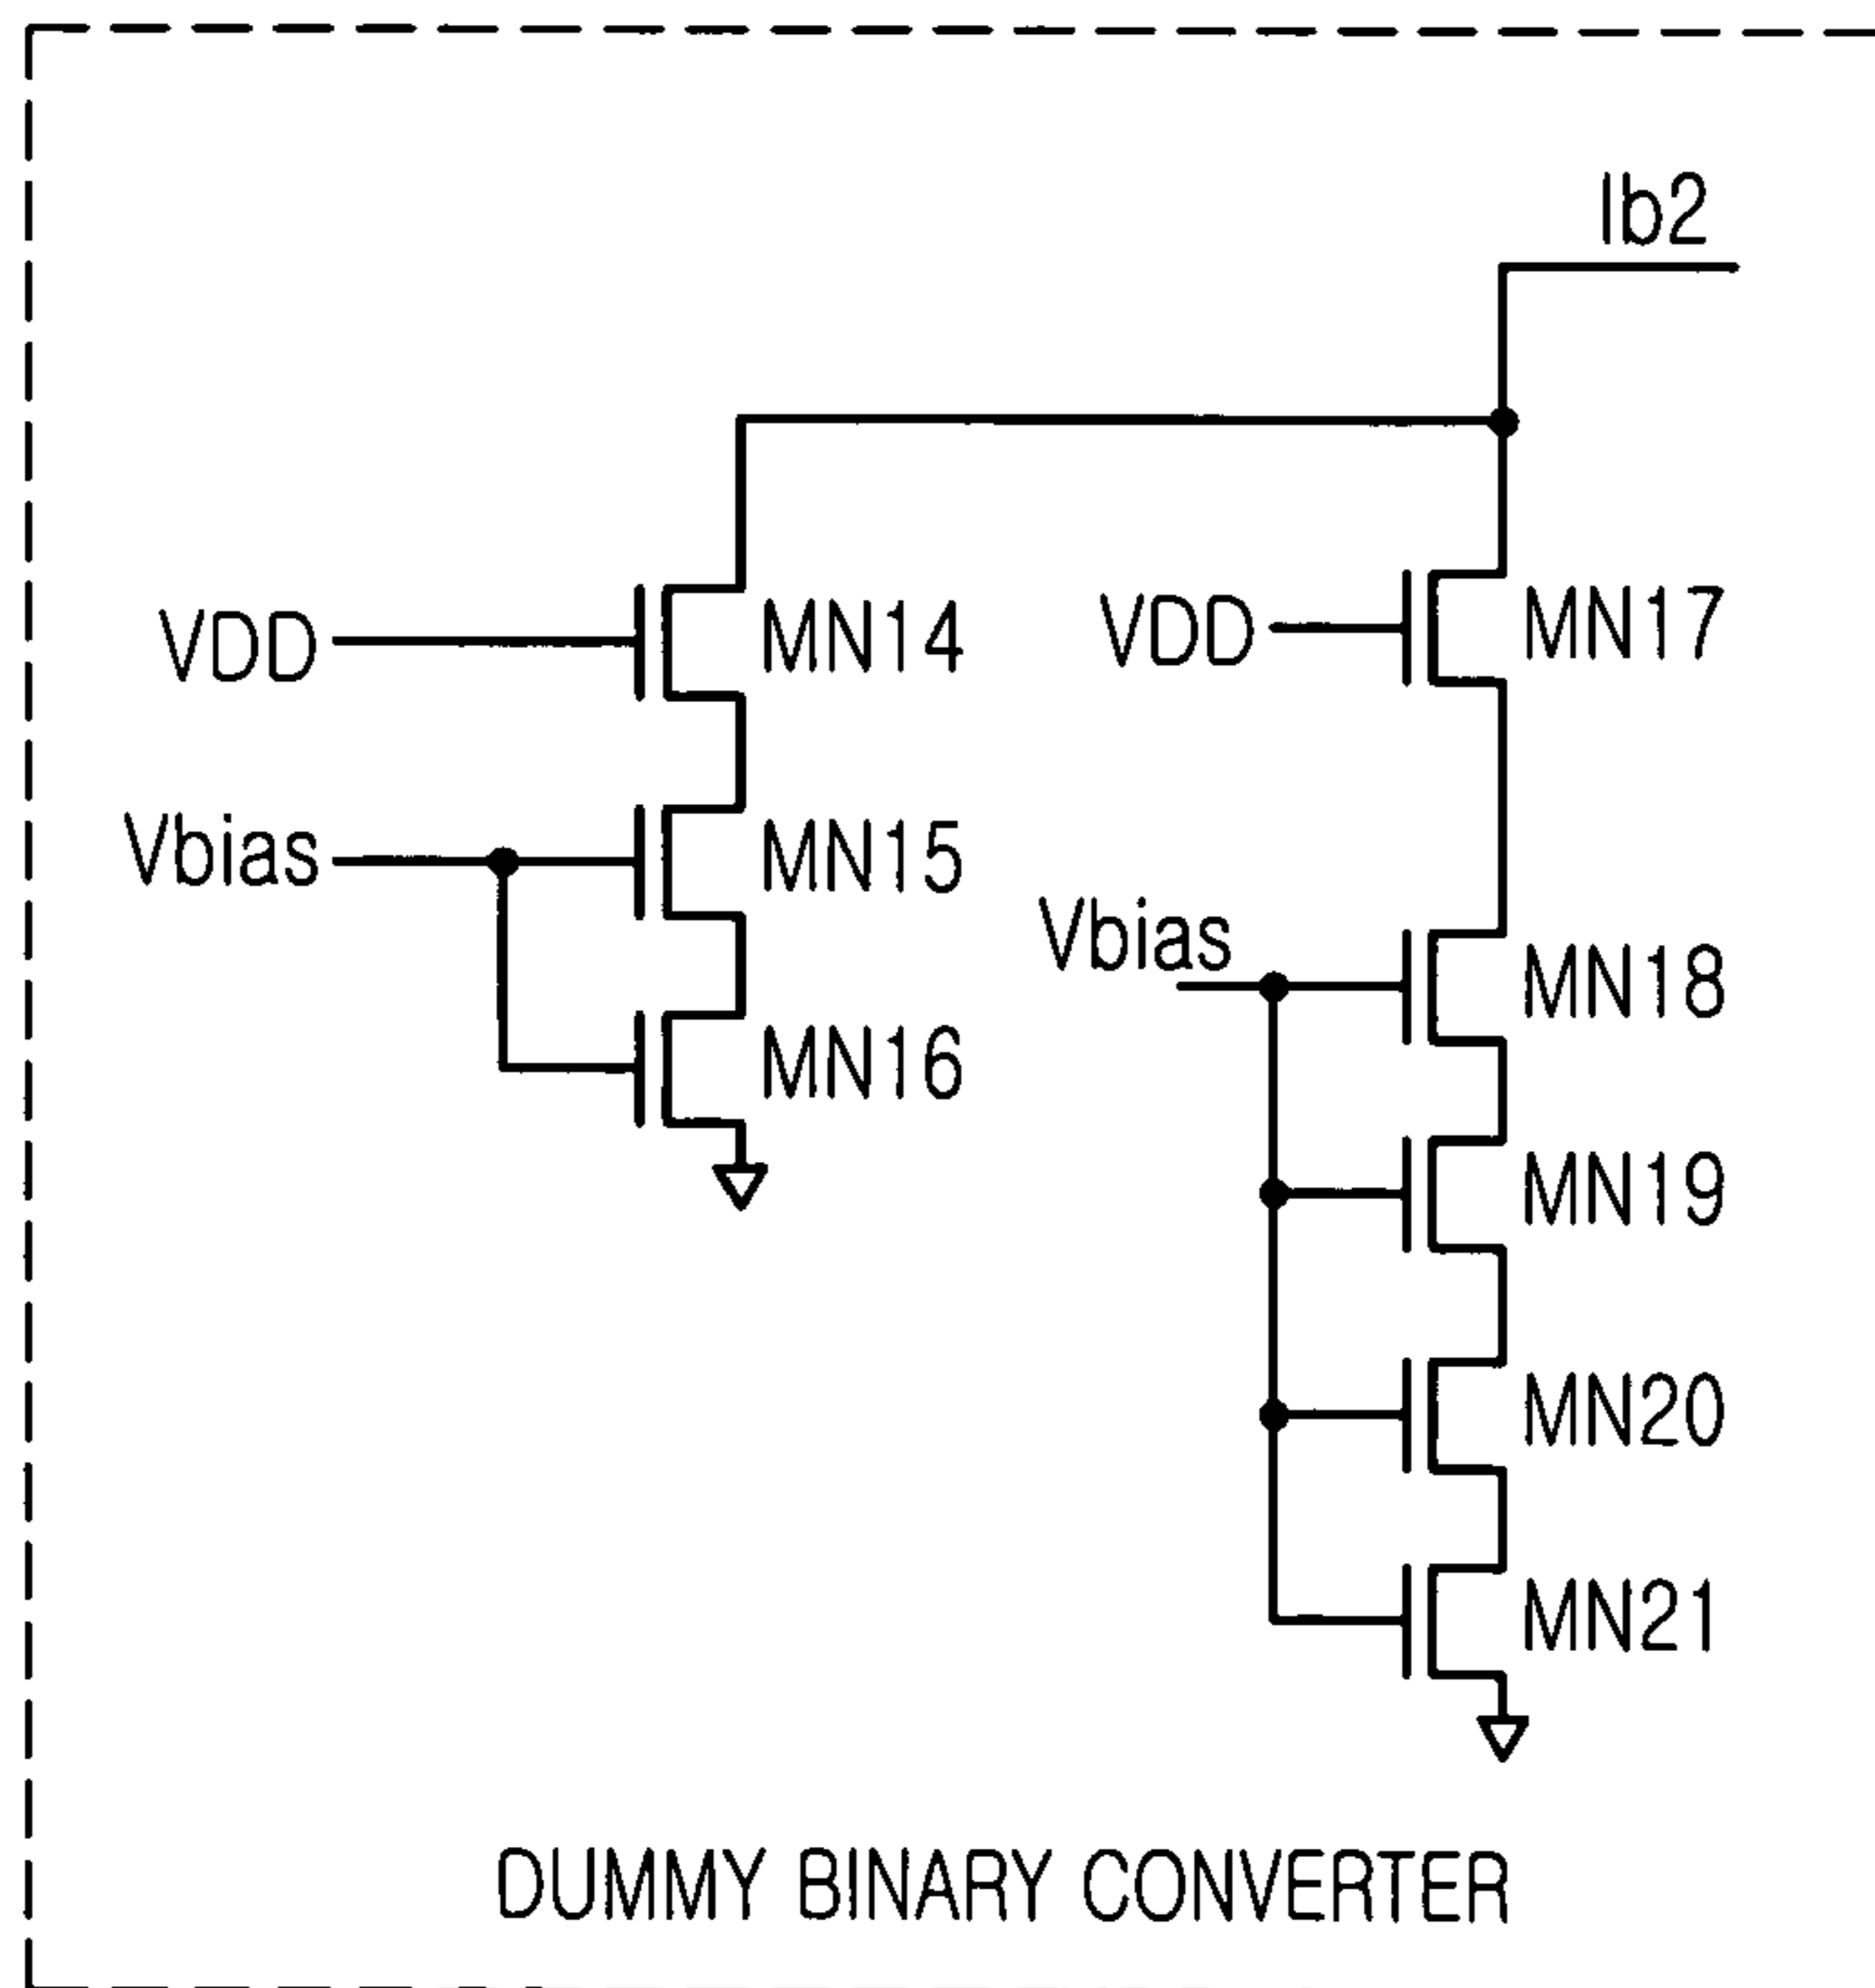 Ib2
VDD
MN14
VDD
MN17
Vbias
MN15
Vbias
MN18
MN16
MN19
MN20
MN21
DUMMY BINARY CONVERTER